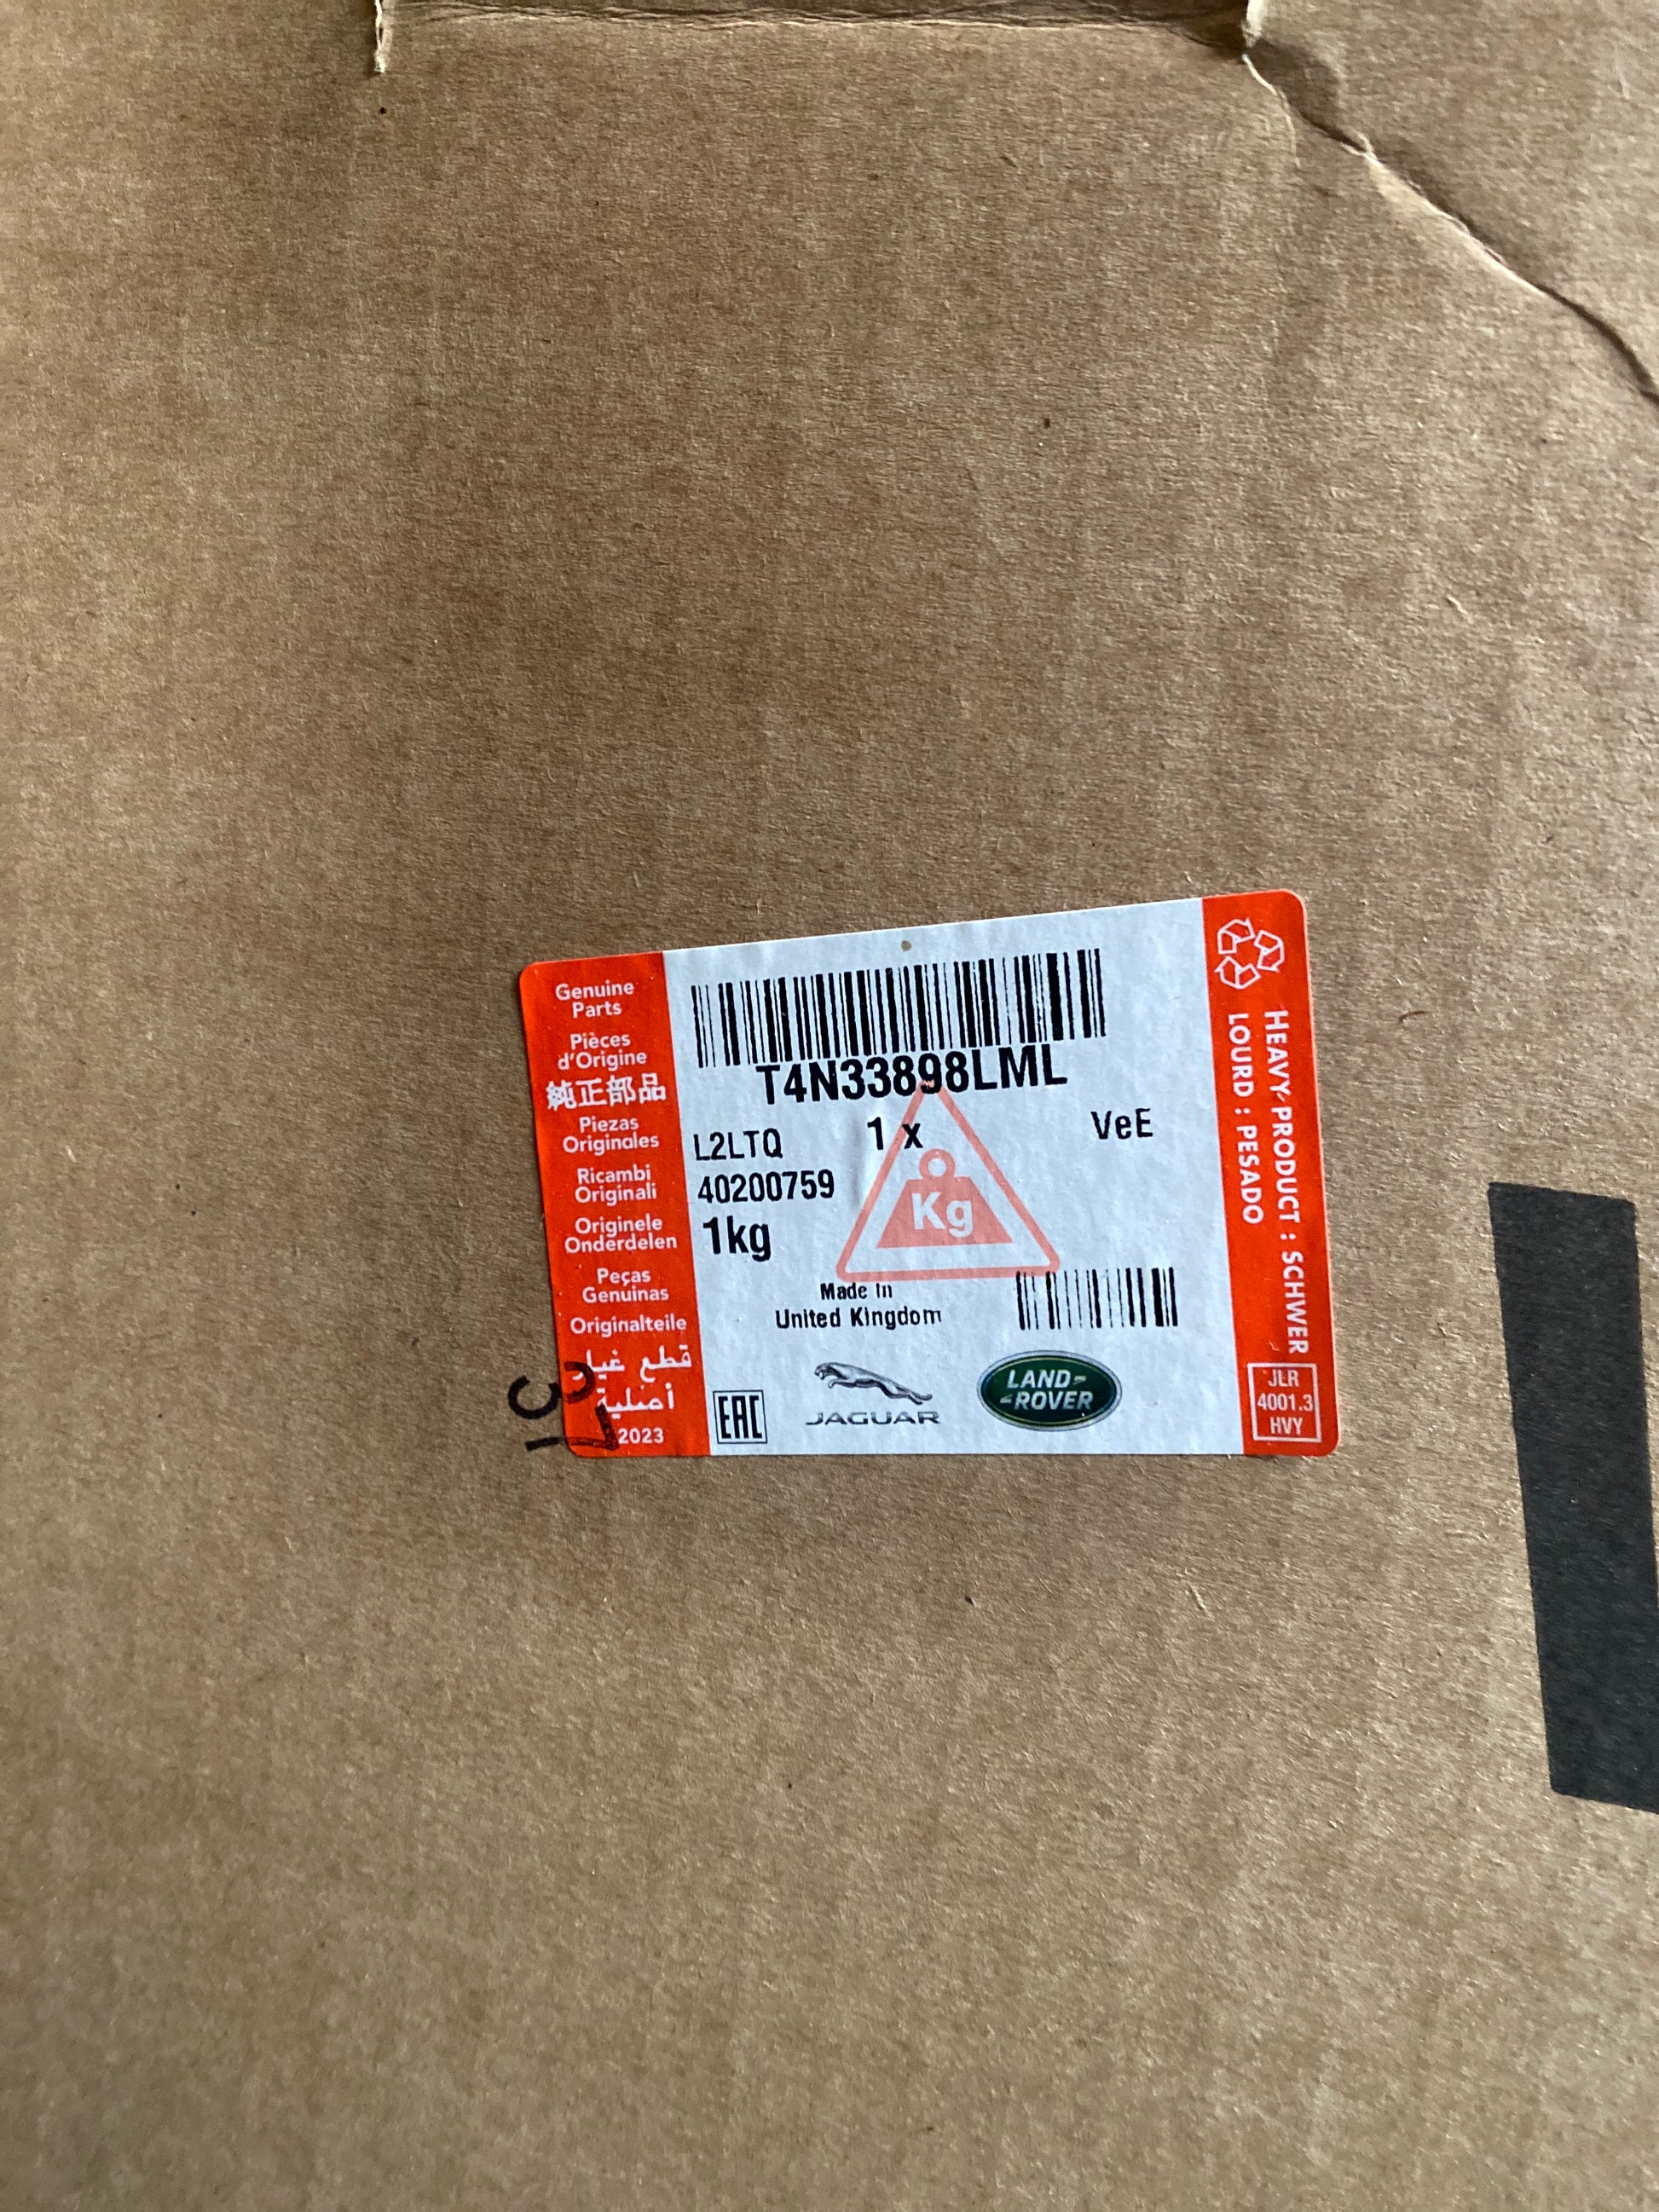 Genuine
Parts
Pièces
d'Origine
純正部品
Piezas
Originales
Ricambi
Originali
Originele
Onderdelen
Peças
Genuinas
Originalteile
قطع غيار
أصلية
2023
T4N33898LML
L2LTQ 1 x VeE
40200759
1kg
Kg
Made In
United Kingdom
EAC
JAGUAR
LAND-
-ROVER
HEAVY PRODUCT : SCHWER
LOURD : PESADO
JLR
4001.3
HVY